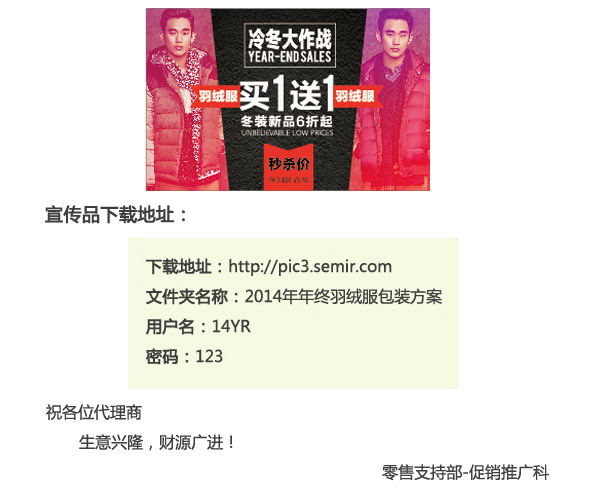 冷冬大作战
YEAR-END SALES
羽绒服 买1送1 羽绒服
冬装新品6折起
UNBELIEVABLE LOW PRICES
秒杀价
宣传品下载地址：
下载地址：http://pic3.semir.com
文件夹名称：2014年年终羽绒服包装方案
用户名：14YR
密码：123
祝各位代理商
生意兴隆，财源广进！
零售支持部-促销推广科